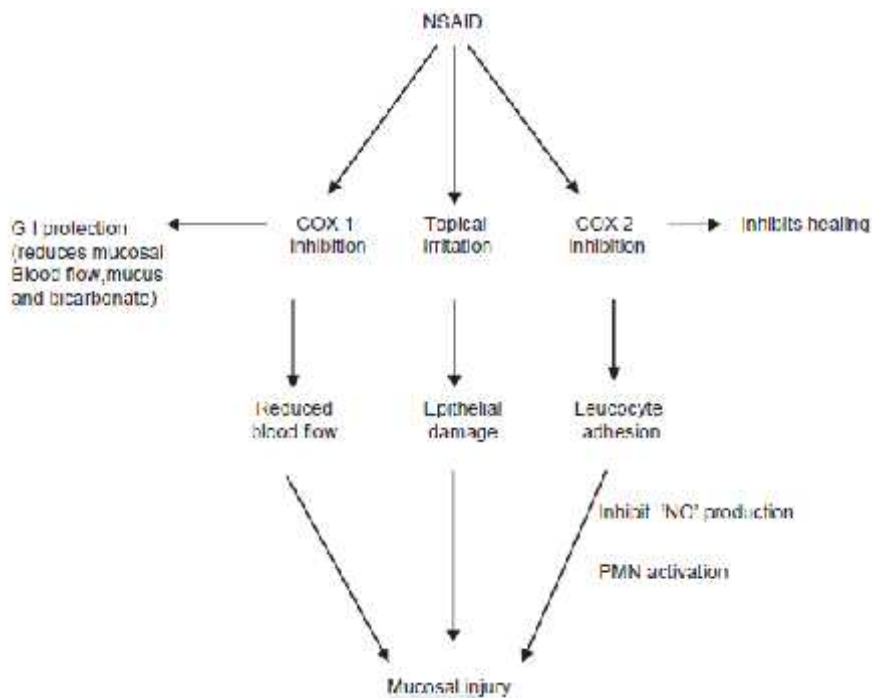 NSAID
G I protection
(reduces mucosal
Blood flow,mucus
and bicarbonate)
COX 1
inhibition
Topical
irritation
COX 2
inhibition
Inhibits healing
Reduced
blood flow
Epithelial
damage
Leucocyte
adhesion
Inhibit 'NO' production
PMN activation
Mucosal injury